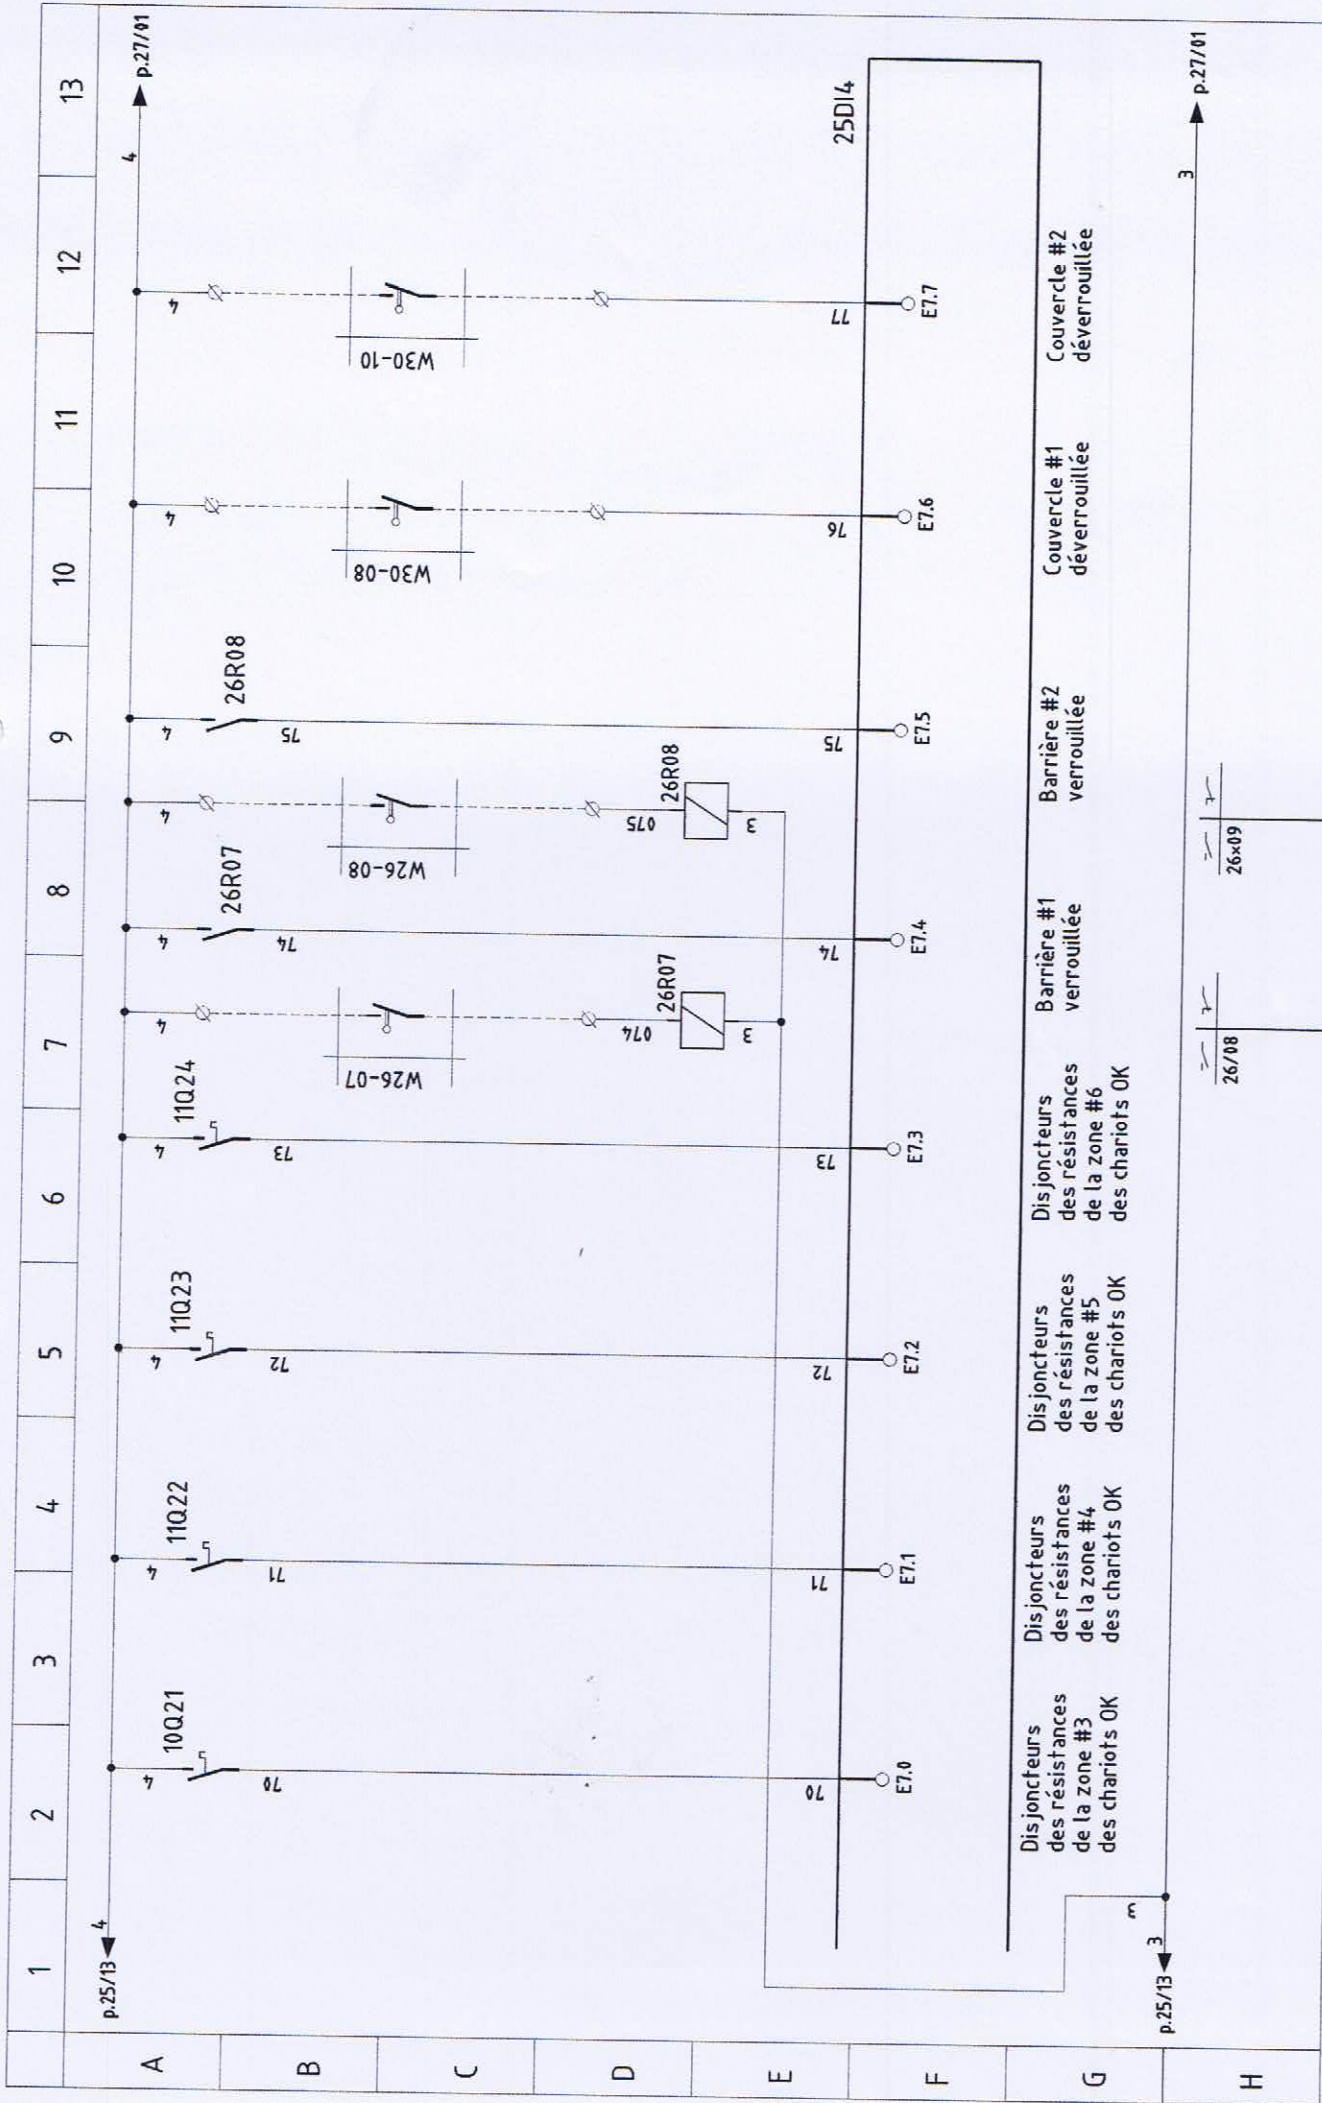 1 2 3 4 5 6 7 8 9 10 11 12 13
A
B
C
D
E
F
G
H
p.25/13 4
4 p.27/01
4 4 4 4 4 4 4 4 4 4
10Q21
11Q22
11Q23
11Q24
26R07
26R08
70 71 72 73 74 75
W26-07
W26-08
W30-08
W30-10
074
26R07
3
075
26R08
3
25DI4
70 71 72 73 74 75 76 77
E7.0 E7.1 E7.2 E7.3 E7.4 E7.5 E7.6 E7.7
Disjoncteurs
des résistances
de la zone #3
des chariots OK
Disjoncteurs
des résistances
de la zone #4
des chariots OK
Disjoncteurs
des résistances
de la zone #5
des chariots OK
Disjoncteurs
des résistances
de la zone #6
des chariots OK
Barrière #1
verrouillée
Barrière #2
verrouillée
Couvercle #1
déverrouillée
Couvercle #2
déverrouillée
3
p.25/13 3
3 p.27/01
26/08
26x09